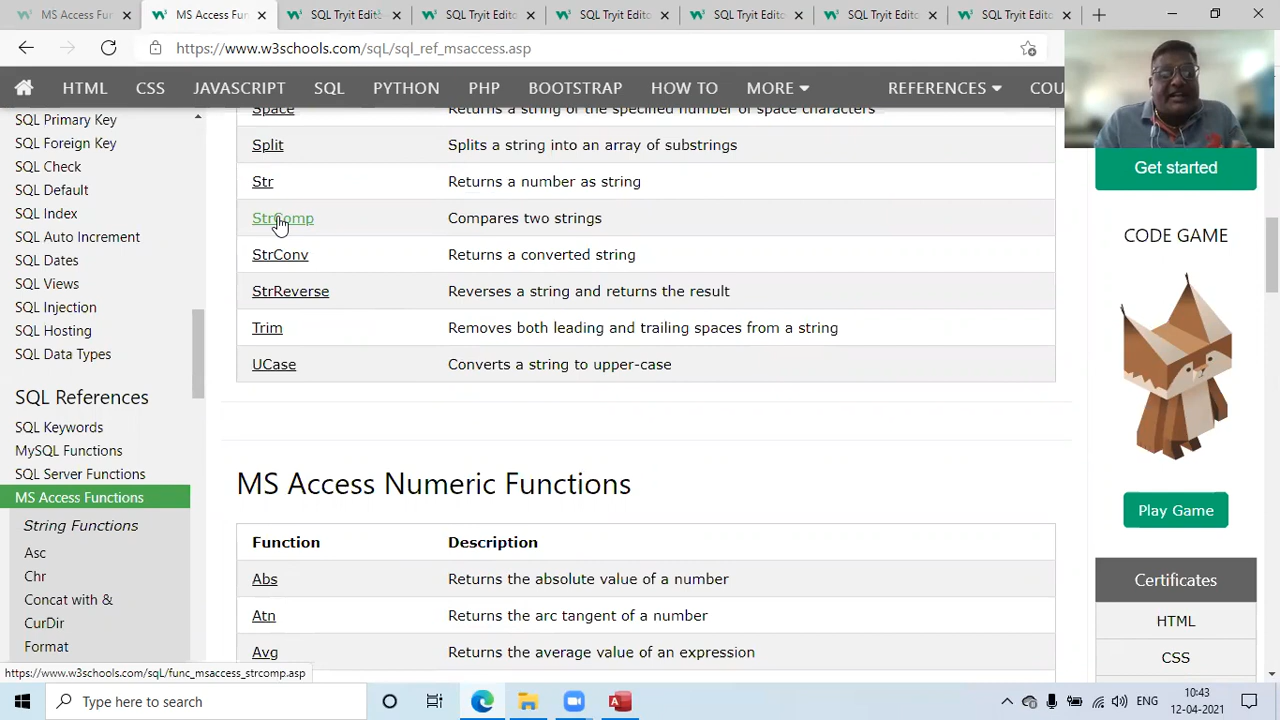 MS Access Fun
MS Access Fun
SQL Tryit Edito
SQL Tryit Edito
SQL Tryit Edito
SQL Tryit Edito
SQL Tryit Edito
SQL Tryit Edito
https://www.w3schools.com/sqL/sql_ref_msaccess.asp
HTML CSS JAVASCRIPT SQL PYTHON PHP BOOTSTRAP HOW TO MORE REFERENCES COU
SQL Primary Key
SQL Foreign Key
SQL Check
SQL Default
SQL Index
SQL Auto Increment
SQL Dates
SQL Views
SQL Injection
SQL Hosting
SQL Data Types
SQL References
SQL Keywords
MySQL Functions
SQL Server Functions
MS Access Functions
String Functions
Asc
Chr
Concat with &
CurDir
Format
Space Returns a string of the specified number of space characters
Split Splits a string into an array of substrings
Str Returns a number as string
StrComp Compares two strings
StrConv Returns a converted string
StrReverse Reverses a string and returns the result
Trim Removes both leading and trailing spaces from a string
UCase Converts a string to upper-case
MS Access Numeric Functions
Function Description
Abs Returns the absolute value of a number
Atn Returns the arc tangent of a number
Avg Returns the average value of an expression
Get started
CODE GAME
Play Game
Certificates
HTML
CSS
https://www.w3schools.com/sqL/func_msaccess_strcomp.asp
Type here to search
ENG
10:43
12-04-2021